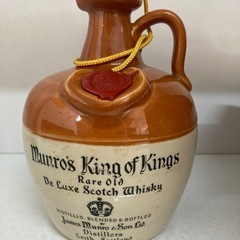 Munro's King of Kings
Rare Old
De Luxe Scotch Whisky
DISTILLED, BLENDED & BOTTLED
BY
James Munro & Son Ltd.
Distillers
Leith, Scotland